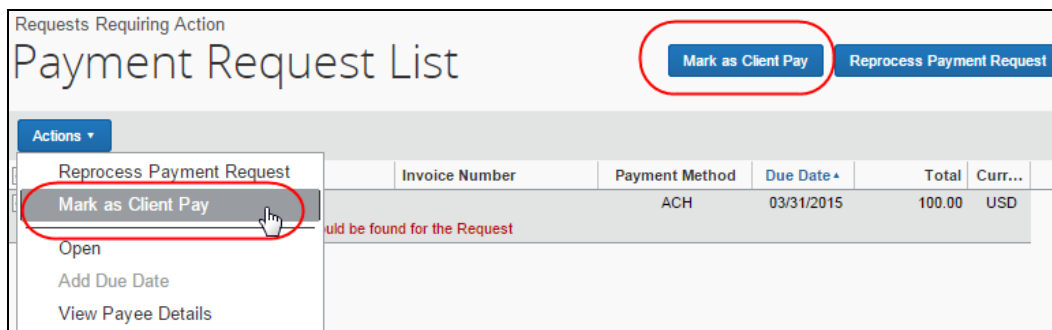 Requests Requiring Action
Payment Request List
Mark as Client Pay
Reprocess Payment Request
Actions
Invoice Number Payment Method Due Date Total Curr...
ACH 03/31/2015 100.00 USD
be found for the Request
Reprocess Payment Request
Mark as Client Pay
Open
Add Due Date
View Payee Details